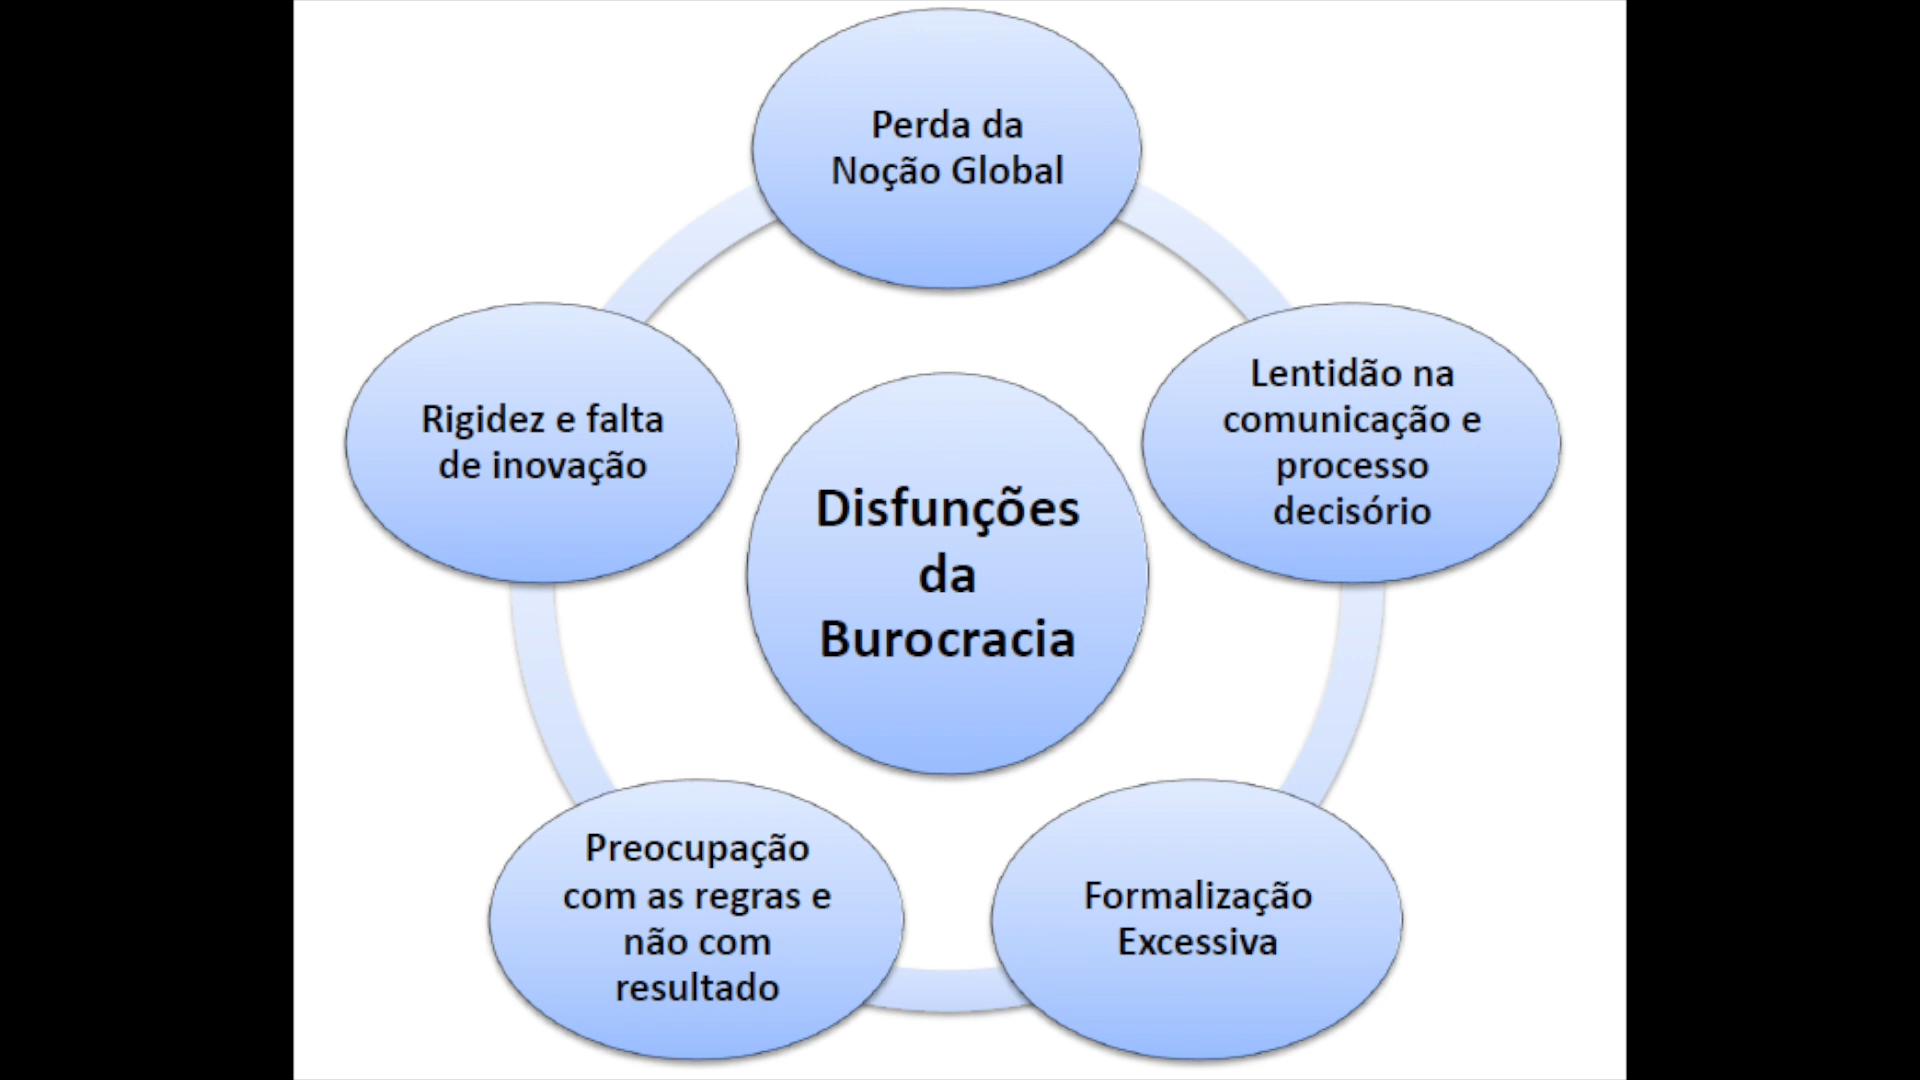 Perda da
Noção Global
Lentidão na
comunicação e
processo
decisório
Formalização
Excessiva
Preocupação
com as regras e
não com
resultado
Rigidez e falta
de inovação
Disfunções
da
Burocracia